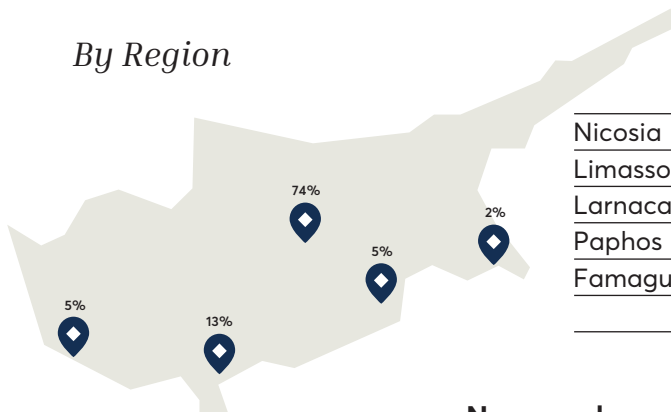 By Region
Nicosia
74%
Limasso
Larnaca
2%
Paphos
5%
Famagu
5%
13%